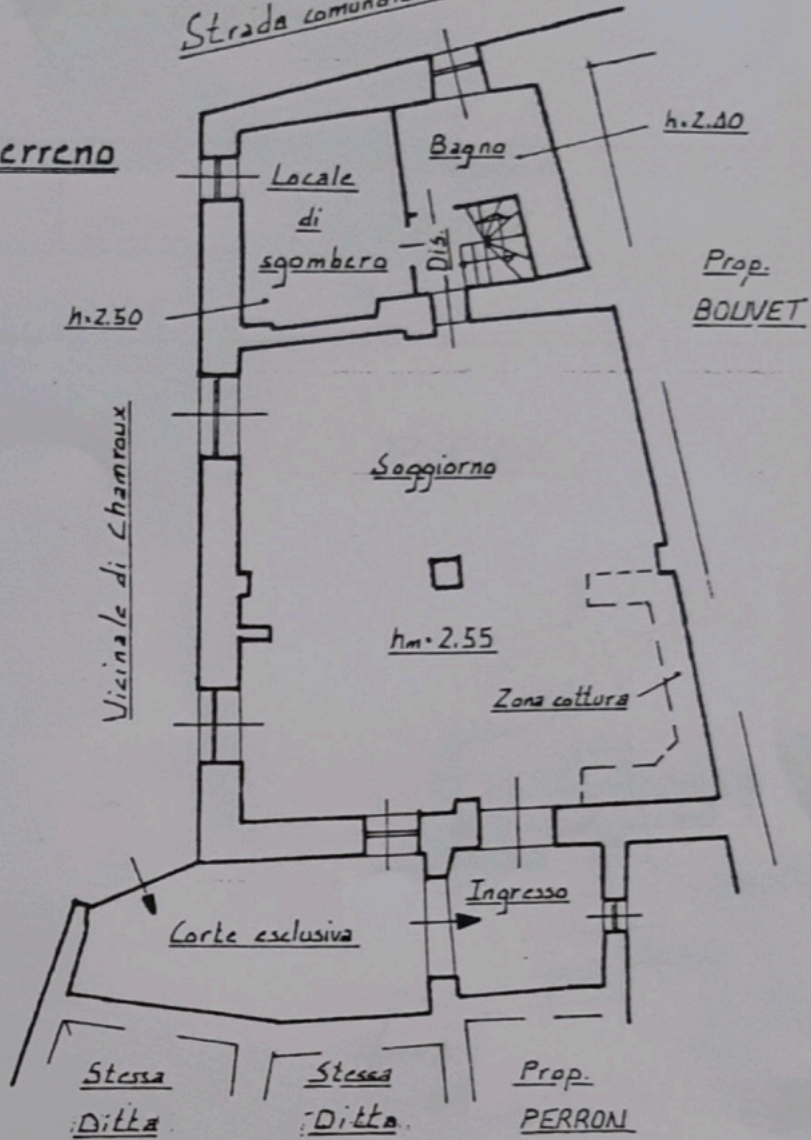 Strada comunale
erreno
Bagno
h=2.40
Locale
di
sgombero
Dis.
Prop.
BOUVET
h=2.50
Vicinale di Chamroux
Soggiorno
hm=2.55
Zona cottura
Ingresso
Corte esclusiva
Stessa
Ditta
Stessa
Ditta
Prop.
PERRON